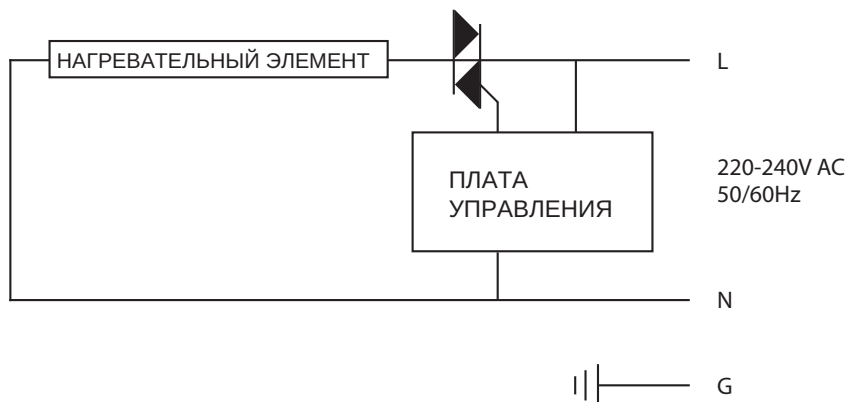 НАГРЕВАТЕЛЬНЫЙ ЭЛЕМЕНТ
L
ПЛАТА
УПРАВЛЕНИЯ
220-240V AC
50/60Hz
N
G